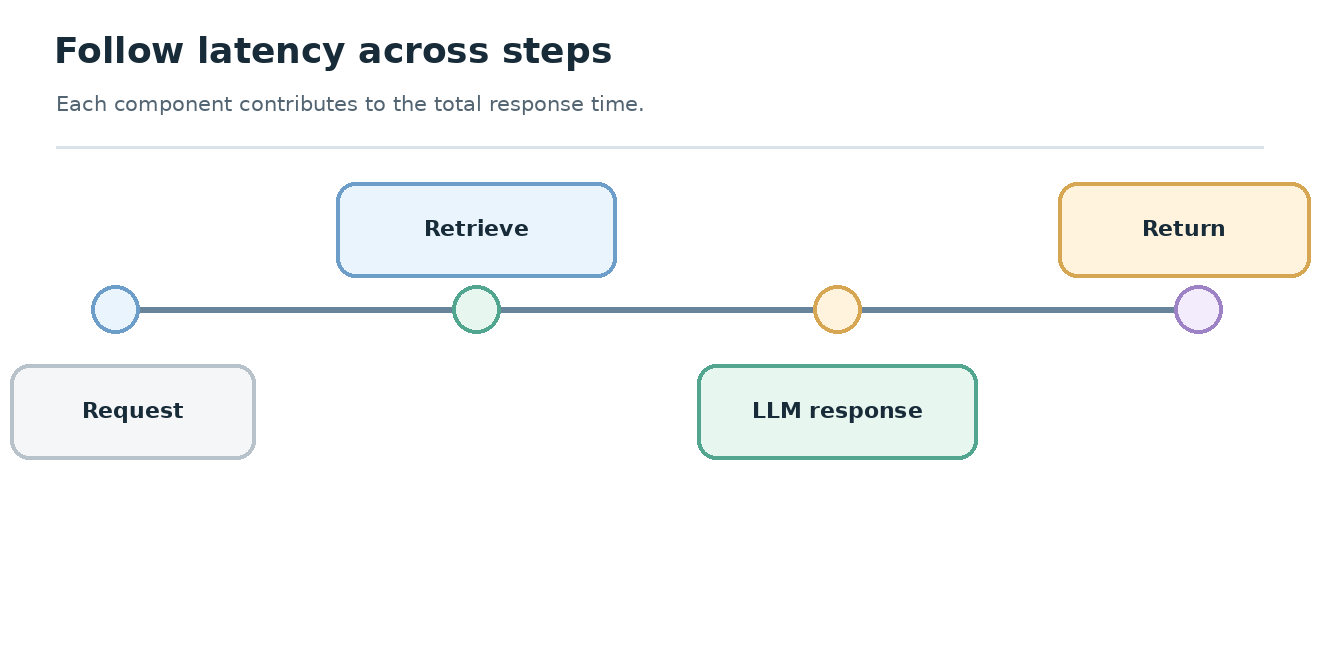 Follow latency across steps
Each component contributes to the total response time.
Request
Retrieve
LLM response
Return